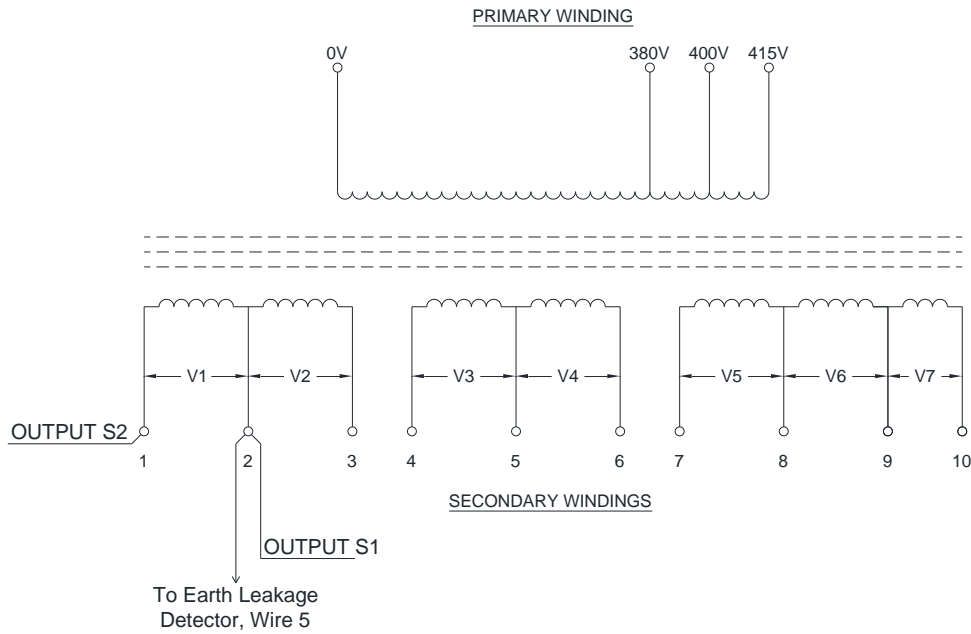 PRIMARY WINDING
0V 380V 400V 415V
V1 V2 V3 V4 V5 V6 V7
OUTPUT S2
1 2 3 4 5 6 7 8 9 10
SECONDARY WINDINGS
OUTPUT S1
To Earth Leakage
Detector, Wire 5